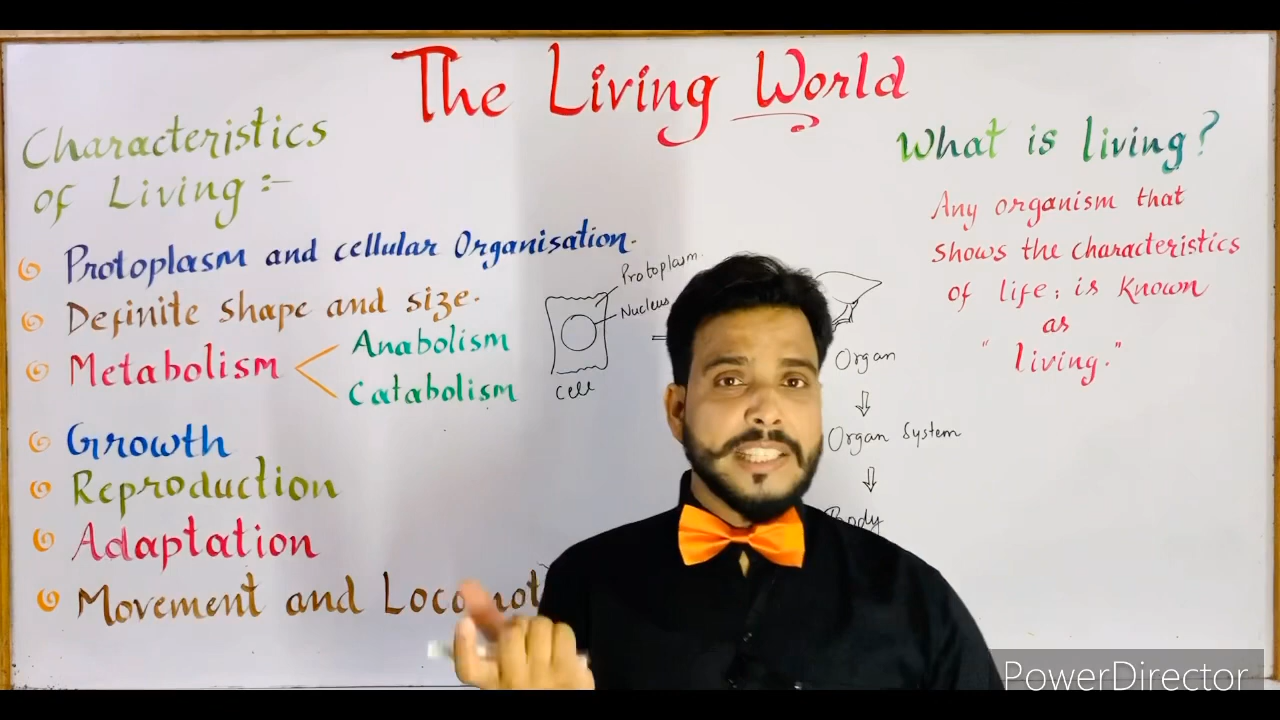 The Living World
Characteristics
of Living :-
Protoplasm and cellular Organisation.
Definite shape and size.
Metabolism
Anabolism
Catabolism
Growth
Reproduction
Adaptation
Movement and Locomot
Protoplasm.
Nucleus
cell
Organ
Organ System
Body
What is living?
Any organism that
shows the characteristics
of life; is known
as
" living."
PowerDirector